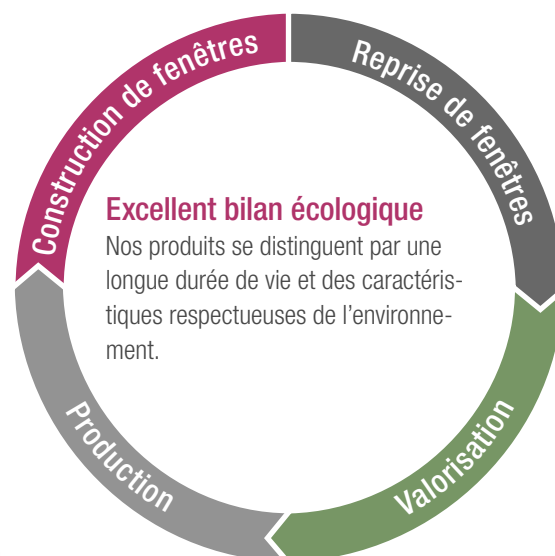 Construction de fenêtres
Reprise de fenêtres
Excellent bilan écologique
Nos produits se distinguent par une
longue durée de vie et des caractéris-
tiques respectueuses de l’environne-
ment.
Production
Valorisation